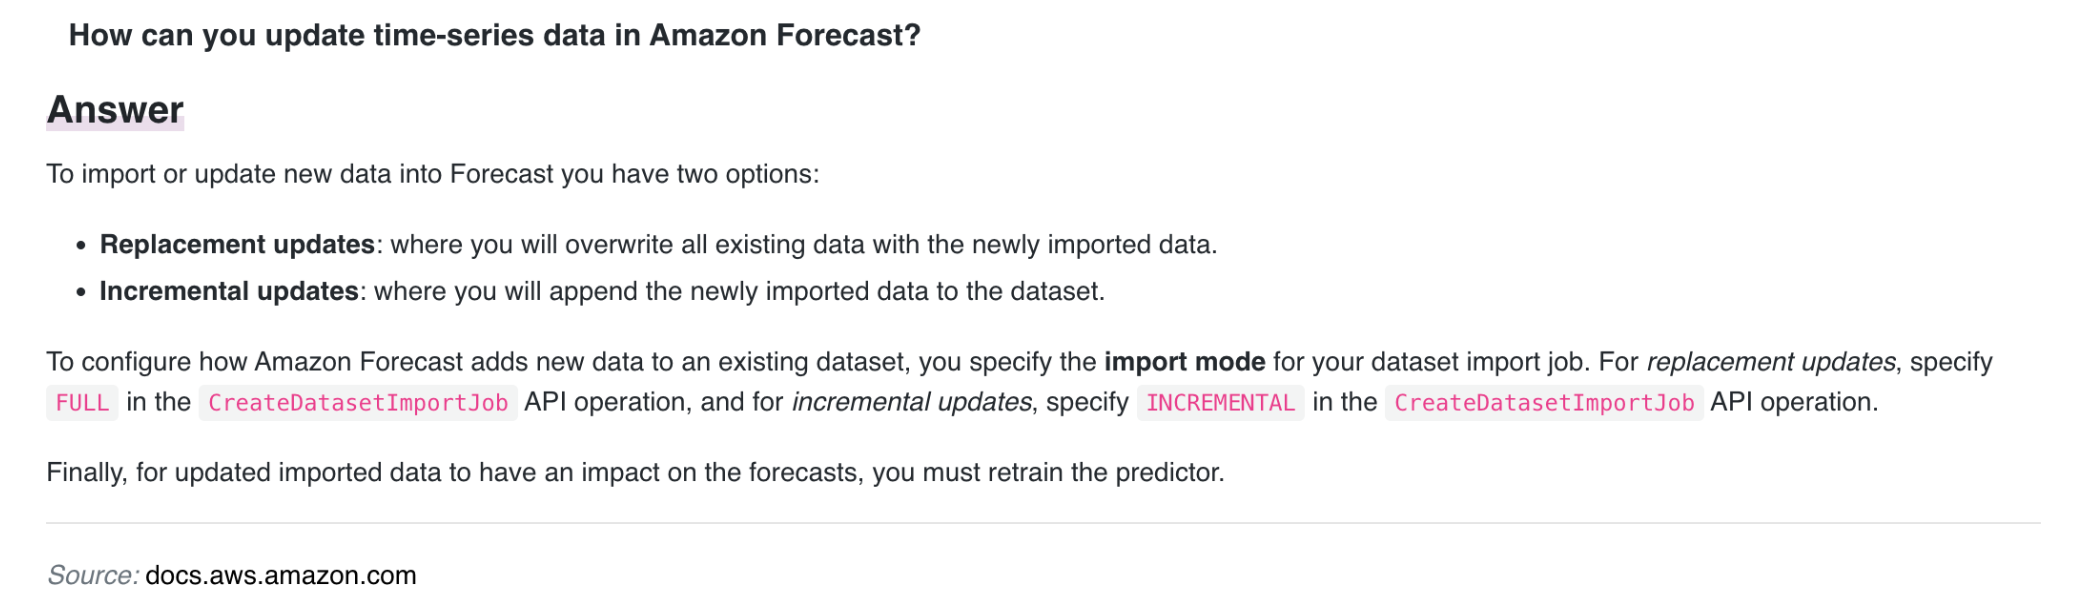 How can you update time-series data in Amazon Forecast?
Answer
To import or update new data into Forecast you have two options:
• Replacement updates: where you will overwrite all existing data with the newly imported data.
• Incremental updates: where you will append the newly imported data to the dataset.
To configure how Amazon Forecast adds new data to an existing dataset, you specify the import mode for your dataset import job. For replacement updates, specify
FULL in the CreateDatasetImportJob API operation, and for incremental updates, specify INCREMENTAL in the CreateDatasetImportJob API operation.
Finally, for updated imported data to have an impact on the forecasts, you must retrain the predictor.
Source: docs.aws.amazon.com